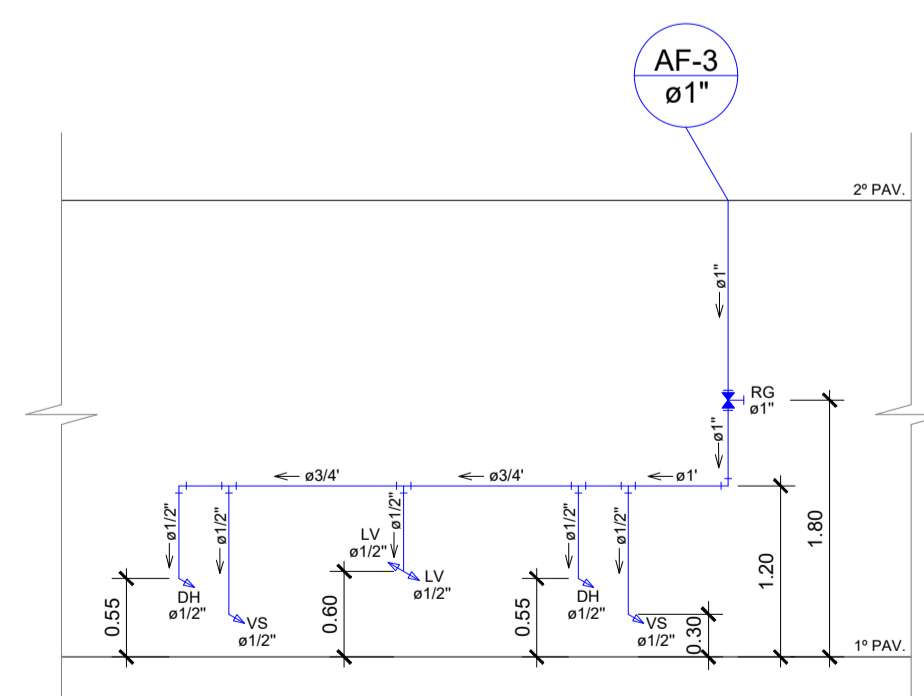 AF-3
ø1"
2º PAV.
ø1"
RG
ø1"
ø1"
ø3/4'
ø3/4'
ø1'
ø1/2"
ø1/2"
ø1/2"
ø1/2"
ø1/2"
LV
ø1/2"
LV
ø1/2"
DH
ø1/2"
VS
ø1/2"
DH
ø1/2"
VS
ø1/2"
0.55
0.60
0.55
0.30
1.20
1.80
1º PAV.